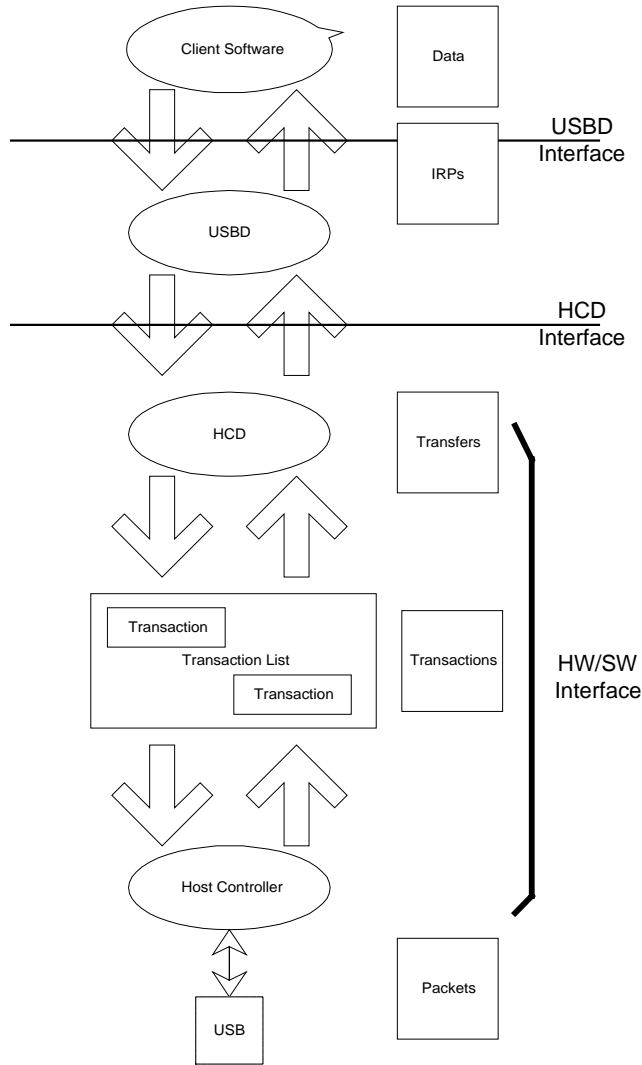 Client Software
Data
USBD
Interface
IRPs
USBD
HCD
Interface
HCD
Transfers
Transaction
Transaction List
Transaction
Transactions
HW/SW
Interface
Host Controller
Packets
USB